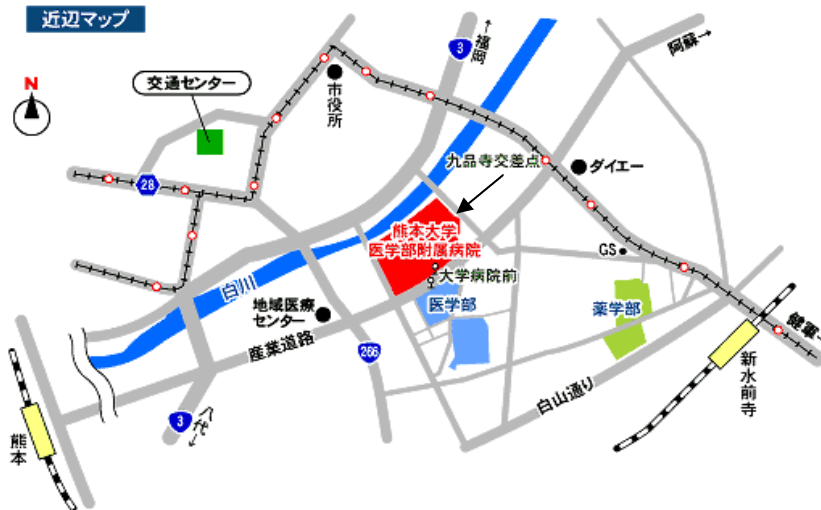 近辺マップ
N
交通センター
市役所
3
←福岡
阿蘇→
九品寺交差点
ダイエー
28
熊本大学
医学部附属病院
GS
大学病院前
白川
地域医療
センター
医学部
薬学部
産業道路
266
健軍→
新水前寺
白山通り
3
八代→
熊本